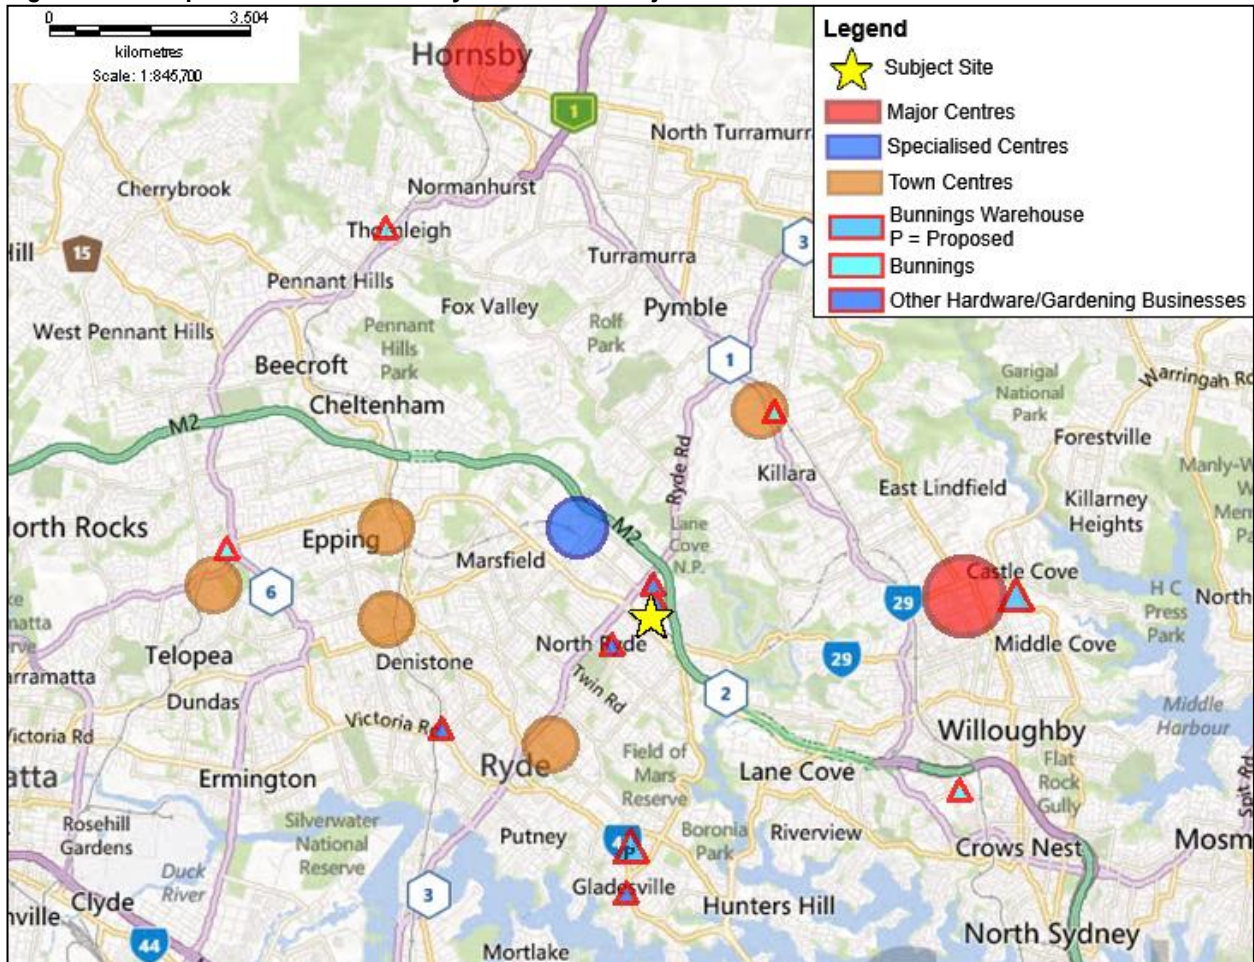 0 3.504
kilometres
Scale: 1:845,700
Legend
Subject Site
Major Centres
Specialised Centres
Town Centres
Bunnings Warehouse
P = Proposed
Bunnings
Other Hardware/Gardening Businesses
Hornsby
1
North Turramurr
Cherrybrook
Normanhurst
Thornleigh
3
Hill
15
Turramurra
Pennant Hills
Fox Valley
Pymble
West Pennant Hills
Pennant
Hills
Park
Rolf
Park
1
Beecroft
Garigal
National
Park
Warringah Rd
Cheltenham
M2
Forestville
Ryde Rd
Killara
East Lindfield
Killarney
Heights
North Rocks
Epping
M2
Lane
Cove
N.P.
Marsfield
Castle Cove
6
29
H C
Press
Park
North
North Ryde
Middle Cove
Telopea
Denistone
29
Twin Rd
2
Dundas
Victoria Rd
Middle
Harbour
Victoria Rd
Willoughby
Ryde
Field of
Mars
Reserve
Lane Cove
Flat
Rock
Gully
Spit Rd
Ermington
Rosehill
Gardens
Silverwater
National
Reserve
Putney
P
Boronia
Park
Riverview
Crows Nest
Mosm
Duck
River
Gladesville
3
Clyde
Hunters Hill
44
Mortlake
North Sydney